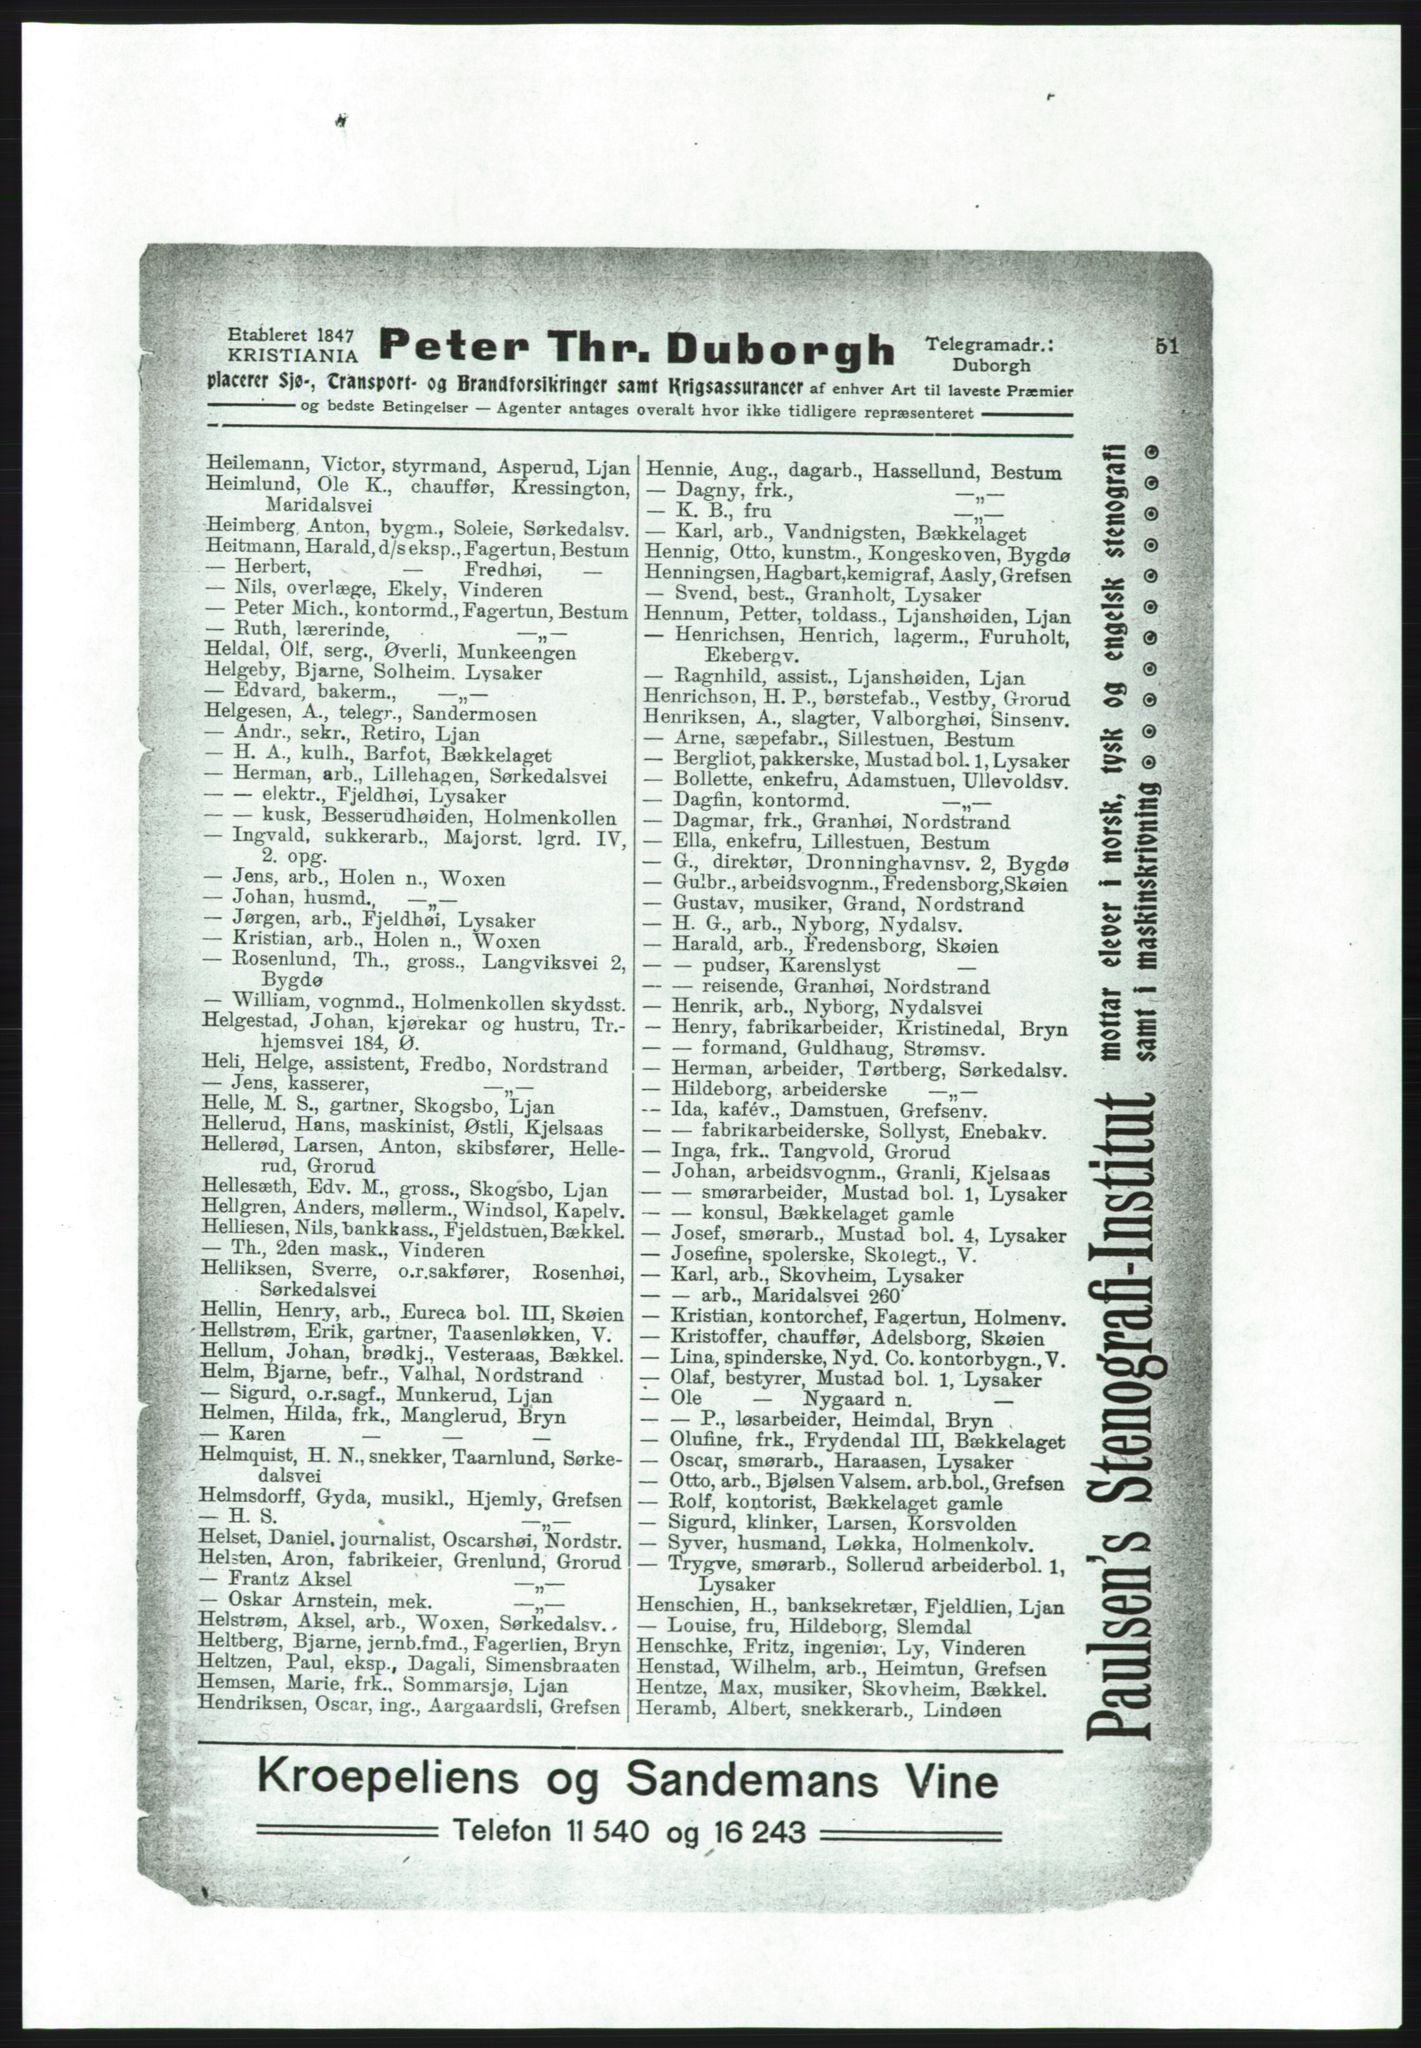 Etableret 1847
KRISTIANIA
Peter Thr. Duborgh
Telegramadr.:
Duborgh
51
placerer Sjø-, Transport- og Brandforsikringer samt Krigsassurancer af enhver Art til laveste Præmier
og bedste Betingelser — Agenter antages overalt hvor ikke tidligere repræsenteret
Heilemann, Victor, styrmand, Asperud, Ljan
Heimlund, Ole K., chauffør, Kressington,
Maridalsvei
Heimberg, Anton, bygm., Soleie, Sørkedalsv.
Heitmann, Harald, d/s eksp., Fagertun, Bestum
— Herbert, — Fredhøi, —
— Nils, overlæge, Ekely, Vinderen
— Peter Mich., kontormd., Fagertun, Bestum
— Ruth, lærerinde, —„—
Heldal, Olf, serg., Øverli, Munkeengen
Helgeby, Bjarne, Solheim. Lysaker
— Edvard, bakerm., —„—
Helgesen, A., telegr., Sandermosen
— Andr., sekr., Retiro, Ljan
— H. A., kulh., Barfot, Bækkelaget
— Herman, arb., Lillehagen, Sørkedalsvei
— — elektr., Fjeldhøi, Lysaker
— — kusk, Besserudhøiden, Holmenkollen
— Ingvald, sukkerarb., Majorst. lgrd. IV,
2. opg.
— Jens, arb., Holen n., Woxen
— Johan, husmd., —„—
— Jørgen, arb., Fjeldhøi, Lysaker
— Kristian, arb., Holen n., Woxen
— Rosenlund, Th., gross., Langviksvei 2,
Bygdø
— William, vognmd., Holmenkollen skydsst.
Helgestad, Johan, kjørekar og hustru, Tr.-
hjemsvei 184, Ø.
Heli, Helge, assistent, Fredbo, Nordstrand
— Jens, kasserer, —„—
Helle, M. S., gartner, Skogsbo, Ljan
Hellerud, Hans, maskinist, Østli, Kjelsaas
Hellerød, Larsen, Anton, skibsfører, Helle-
rud, Grorud
Hellesæth, Edv. M., gross., Skogsbo, Ljan
Hellgren, Anders, møllerm., Windsol, Kapelv.
Helliesen, Nils, bankkass., Fjeldstuen, Bækkel.
— Th., 2den mask., Vinderen
Helliksen, Sverre, o.r.sakfører, Rosenhøi,
Sørkedalsvei
Hellin, Henry, arb., Eureca bol. III, Skøien
Hellstrøm, Erik, gartner, Taasenløkken, V.
Hellum, Johan, brødkj., Vesteraas, Bækkel.
Helm, Bjarne, befr., Valhal, Nordstrand
— Sigurd, o.r.sagf., Munkerud, Ljan
Helmen, Hilda, frk., Manglerud, Bryn
— Karen — — —
Helmquist, H. N., snekker, Taarnlund, Sørke-
dalsvei
Helmsdorff, Gyda, musikl., Hjemly, Grefsen
— H. S. —„—
Helset, Daniel, journalist, Oscarshøi, Nordstr.
Helsten, Aron, fabrikeier, Grenlund, Grorud
— Frantz Aksel —„—
— Oskar Arnstein, mek. —„—
Helstrøm, Aksel, arb., Woxen, Sørkedalsv.
Heltberg, Bjarne, jernb.fmd., Fagerlien, Bryn
Heltzen, Paul, eksp., Dagali, Simensbraaten
Hemsen, Marie, frk., Sommarsjø, Ljan
Hendriksen, Oscar, ing., Aargaardsli, Grefsen
Hennie, Aug., dagarb., Hassellund, Bestum
— Dagny, frk., —„—
— K. B., fru —„—
— Karl, arb., Vandnigsten, Bækkelaget
Hennig, Otto, kunstm., Kongeskoven, Bygdø
Henningsen, Hagbart, kemigraf, Aasly, Grefsen
— Svend, best., Granholt, Lysaker
Hennum, Petter, toldass., Ljanshøiden, Ljan
— Henrichsen, Henrich, lagerm., Furuholt,
Ekebergv.
— Ragnhild, assist., Ljanshøiden, Ljan
Henrichson, H. P., børstefab., Vestby, Grorud
Henriksen, A., slagter, Valborghøi, Sinsenv.
— Arne, sæpefabr., Sillestuen, Bestum
— Bergliot, pakkerske, Mustad bol. 1, Lysaker
— Bollette, enkefru, Adamstuen, Ullevoldsv.
— Dagfin, kontormd. —„—
— Dagmar, frk., Granhøi, Nordstrand
— Ella, enkefru, Lillestuen, Bestum
— G., direktør, Dronninghavnsv. 2, Bygdø
— Gulbr., arbeidsvognm., Fredensborg, Skøien
— Gustav, musiker, Grand, Nordstrand
— H. G., arb., Nyborg, Nydalsv.
— Harald, arb., Fredensborg, Skøien
— — pudser, Karenslyst —
— — reisende, Granhøi, Nordstrand
— Henrik, arb., Nyborg, Nydalsvei
— Henry, fabrikarbeider, Kristinedal, Bryn
— — formand, Guldhaug, Strømsv.
— Herman, arbeider, Tørtberg, Sørkedalsv.
— Hildeborg, arbeiderske —„—
— Ida, kafév., Damstuen, Grefsenv.
— — fabrikarbeiderske, Sollyst, Enebakv.
— Inga, frk.. Tangvold, Grorud
— Johan, arbeidsvognm., Granli, Kjelsaas
— — smørarbeider, Mustad bol. 1, Lysaker
— — konsul, Bækkelaget gamle
— Josef, smørarb., Mustad bol. 4, Lysaker
— Josefine, spolerske, Skolegt., V.
— Karl, arb., Skovheim, Lysaker
— — arb., Maridalsvei 260
— Kristian, kontorchef, Fagertun, Holmenv.
— Kristoffer, chauffør, Adelsborg, Skøien
— Lina, spinderske, Nyd. Co. kontorbygn., V.
— Olaf, bestyrer, Mustad bol. 1, Lysaker
— Ole — Nygaard n. —
— — P., løsarbeider, Heimdal, Bryn
— Olufine, frk., Frydendal III, Bækkelaget
— Oscar, smørarb., Haraasen, Lysaker
— Otto, arb., Bjølsen Valsem. arb.bol., Grefsen
— Rolf, kontorist, Bækkelaget gamle
— Sigurd, klinker, Larsen, Korsvolden
— Syver, husmand, Løkka, Holmenkolv.
— Trygve, smørarb., Sollerud arbeiderbol. 1,
Lysaker
Henschien, H., banksekretær, Fjeldlien, Ljan
— Louise, fru, Hildeborg, Slemdal
Henschke, Fritz, ingeniør, Ly, Vinderen
Henstad, Wilhelm, arb., Heimtun, Grefsen
Hentze, Max, musiker, Skovheim, Bækkel.
Heramb, Albert, snekkerarb., Lindøen
Paulsen's Stenografi-Institut
mottar elever i norsk, tysk og engelsk stenografi
samt i maskinskrivning
Kroepeliens og Sandemans Vine
Telefon 11 540 og 16 243